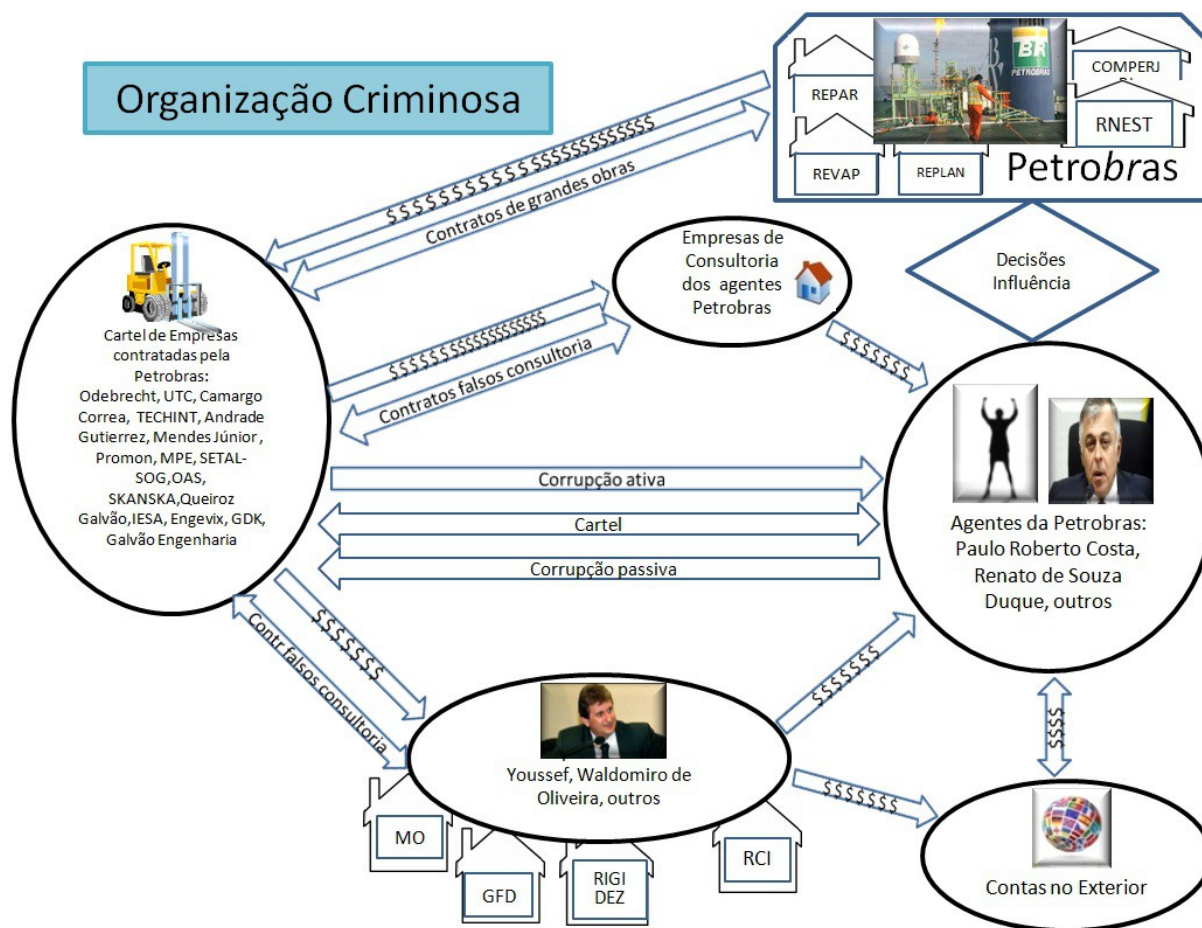 Organização Criminosa
BR
PETROBRAS
REPAR
COMPERJ
RNEST
REVAP
REPLAN
Petrobras
$$$$$$$$$$$$$$$$$$$$$$$$
Contratos de grandes obras
Empresas de
Consultoria
dos agentes
Petrobras
Decisões
Influência
Cartel de Empresas
contratadas pela
Petrobras:
Odebrecht, UTC, Camargo
Correa, TECHINT, Andrade
Gutierrez, Mendes Júnior ,
Promon, MPE, SETAL-
SOG,OAS,
SKANSKA,Queiroz
Galvão,IESA, Engevix, GDK,
Galvão Engenharia
$$$$$$$$$$$$$$$$$$$$$
Contratos falsos consultoria
$$$$$$$
Corrupção ativa
Cartel
Corrupção passiva
Agentes da Petrobras:
Paulo Roberto Costa,
Renato de Souza
Duque, outros
$$$$$$$
Contr falsos consultoria
$$$$$$$
$$$$
Youssef, Waldomiro de
Oliveira, outros
$$$$$$$
MO
GFD
RIGI
DEZ
RCI
Contas no Exterior